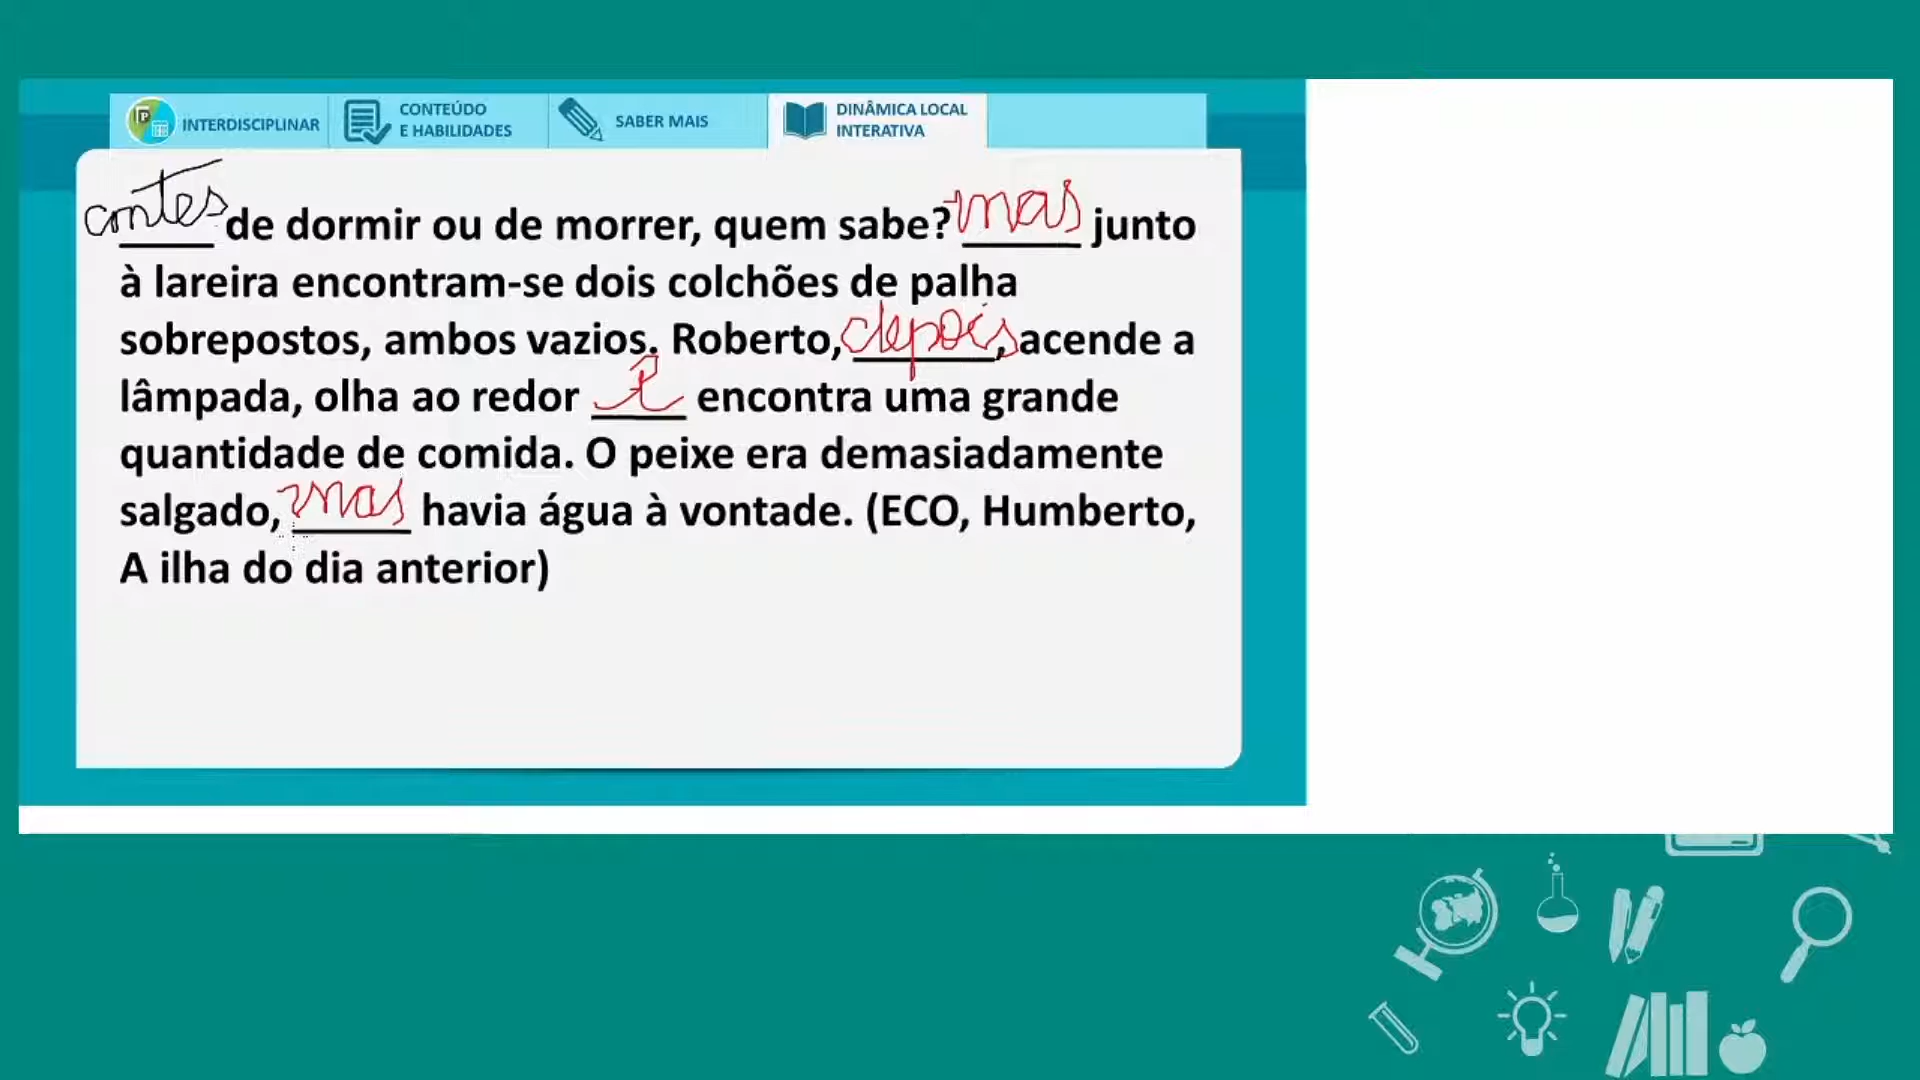 INTERDISCIPLINAR
CONTEÚDO
E HABILIDADES
SABER MAIS
DINÂMICA LOCAL
INTERATIVA
contes de dormir ou de morrer, quem sabe? mas junto
à lareira encontram-se dois colchões de palha
sobrepostos, ambos vazios. Roberto, depois, acende a
lâmpada, olha ao redor e encontra uma grande
quantidade de comida. O peixe era demasiadamente
salgado, mas havia água à vontade. (ECO, Humberto,
A ilha do dia anterior)